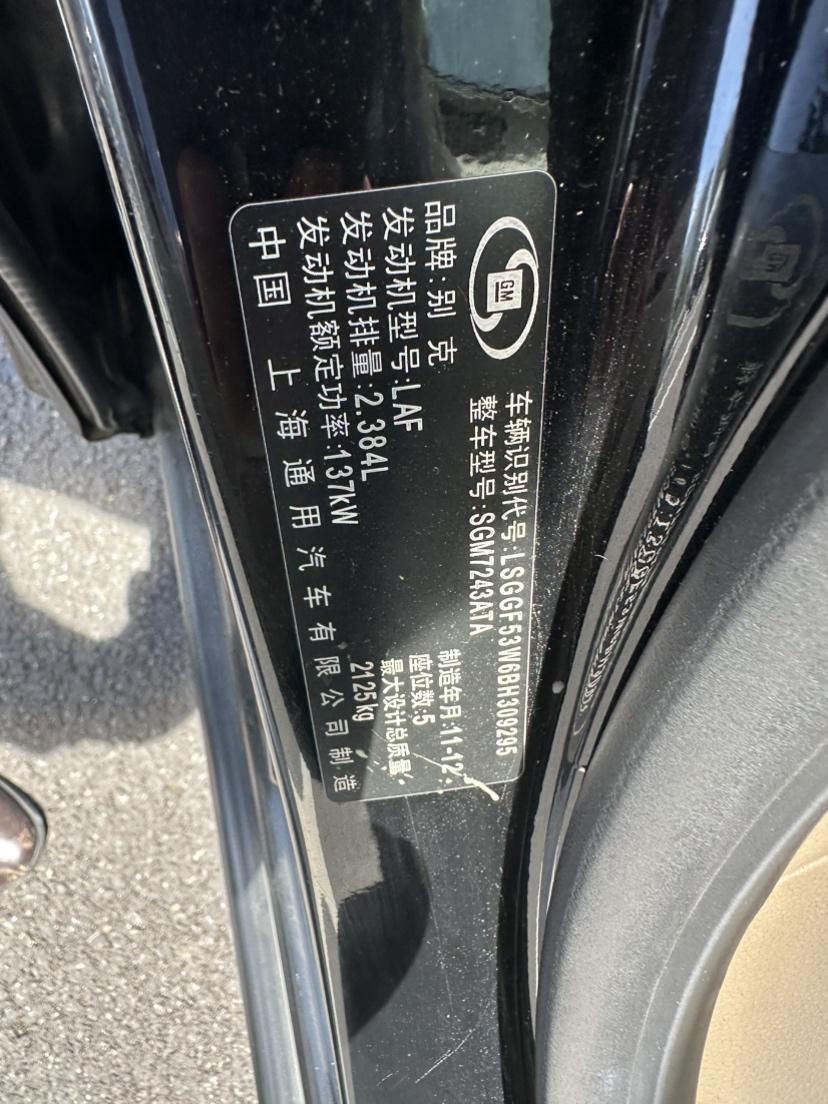 GM
车辆识别代号:LSGGF53W6BH309295
整车型号:SGM7243ATA
品牌:别克
制造年月:11-12
发动机型号:LAF
座位数:5
发动机排量:2.384L
最大设计总质量:
2125kg
发动机额定功率:137kW
中国 上海通用汽车有限公司制造